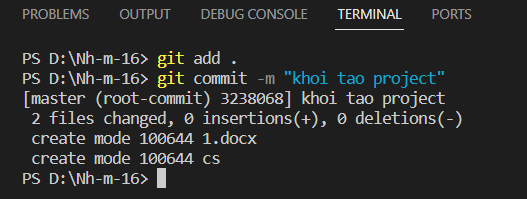 PROBLEMS OUTPUT DEBUG CONSOLE TERMINAL PORTS
PS D:\Nh-m-16> git add .
PS D:\Nh-m-16> git commit -m "khoi tao project"
[master (root-commit) 3238068] khoi tao project
 2 files changed, 0 insertions(+), 0 deletions(-)
 create mode 100644 1.docx
 create mode 100644 cs
PS D:\Nh-m-16>